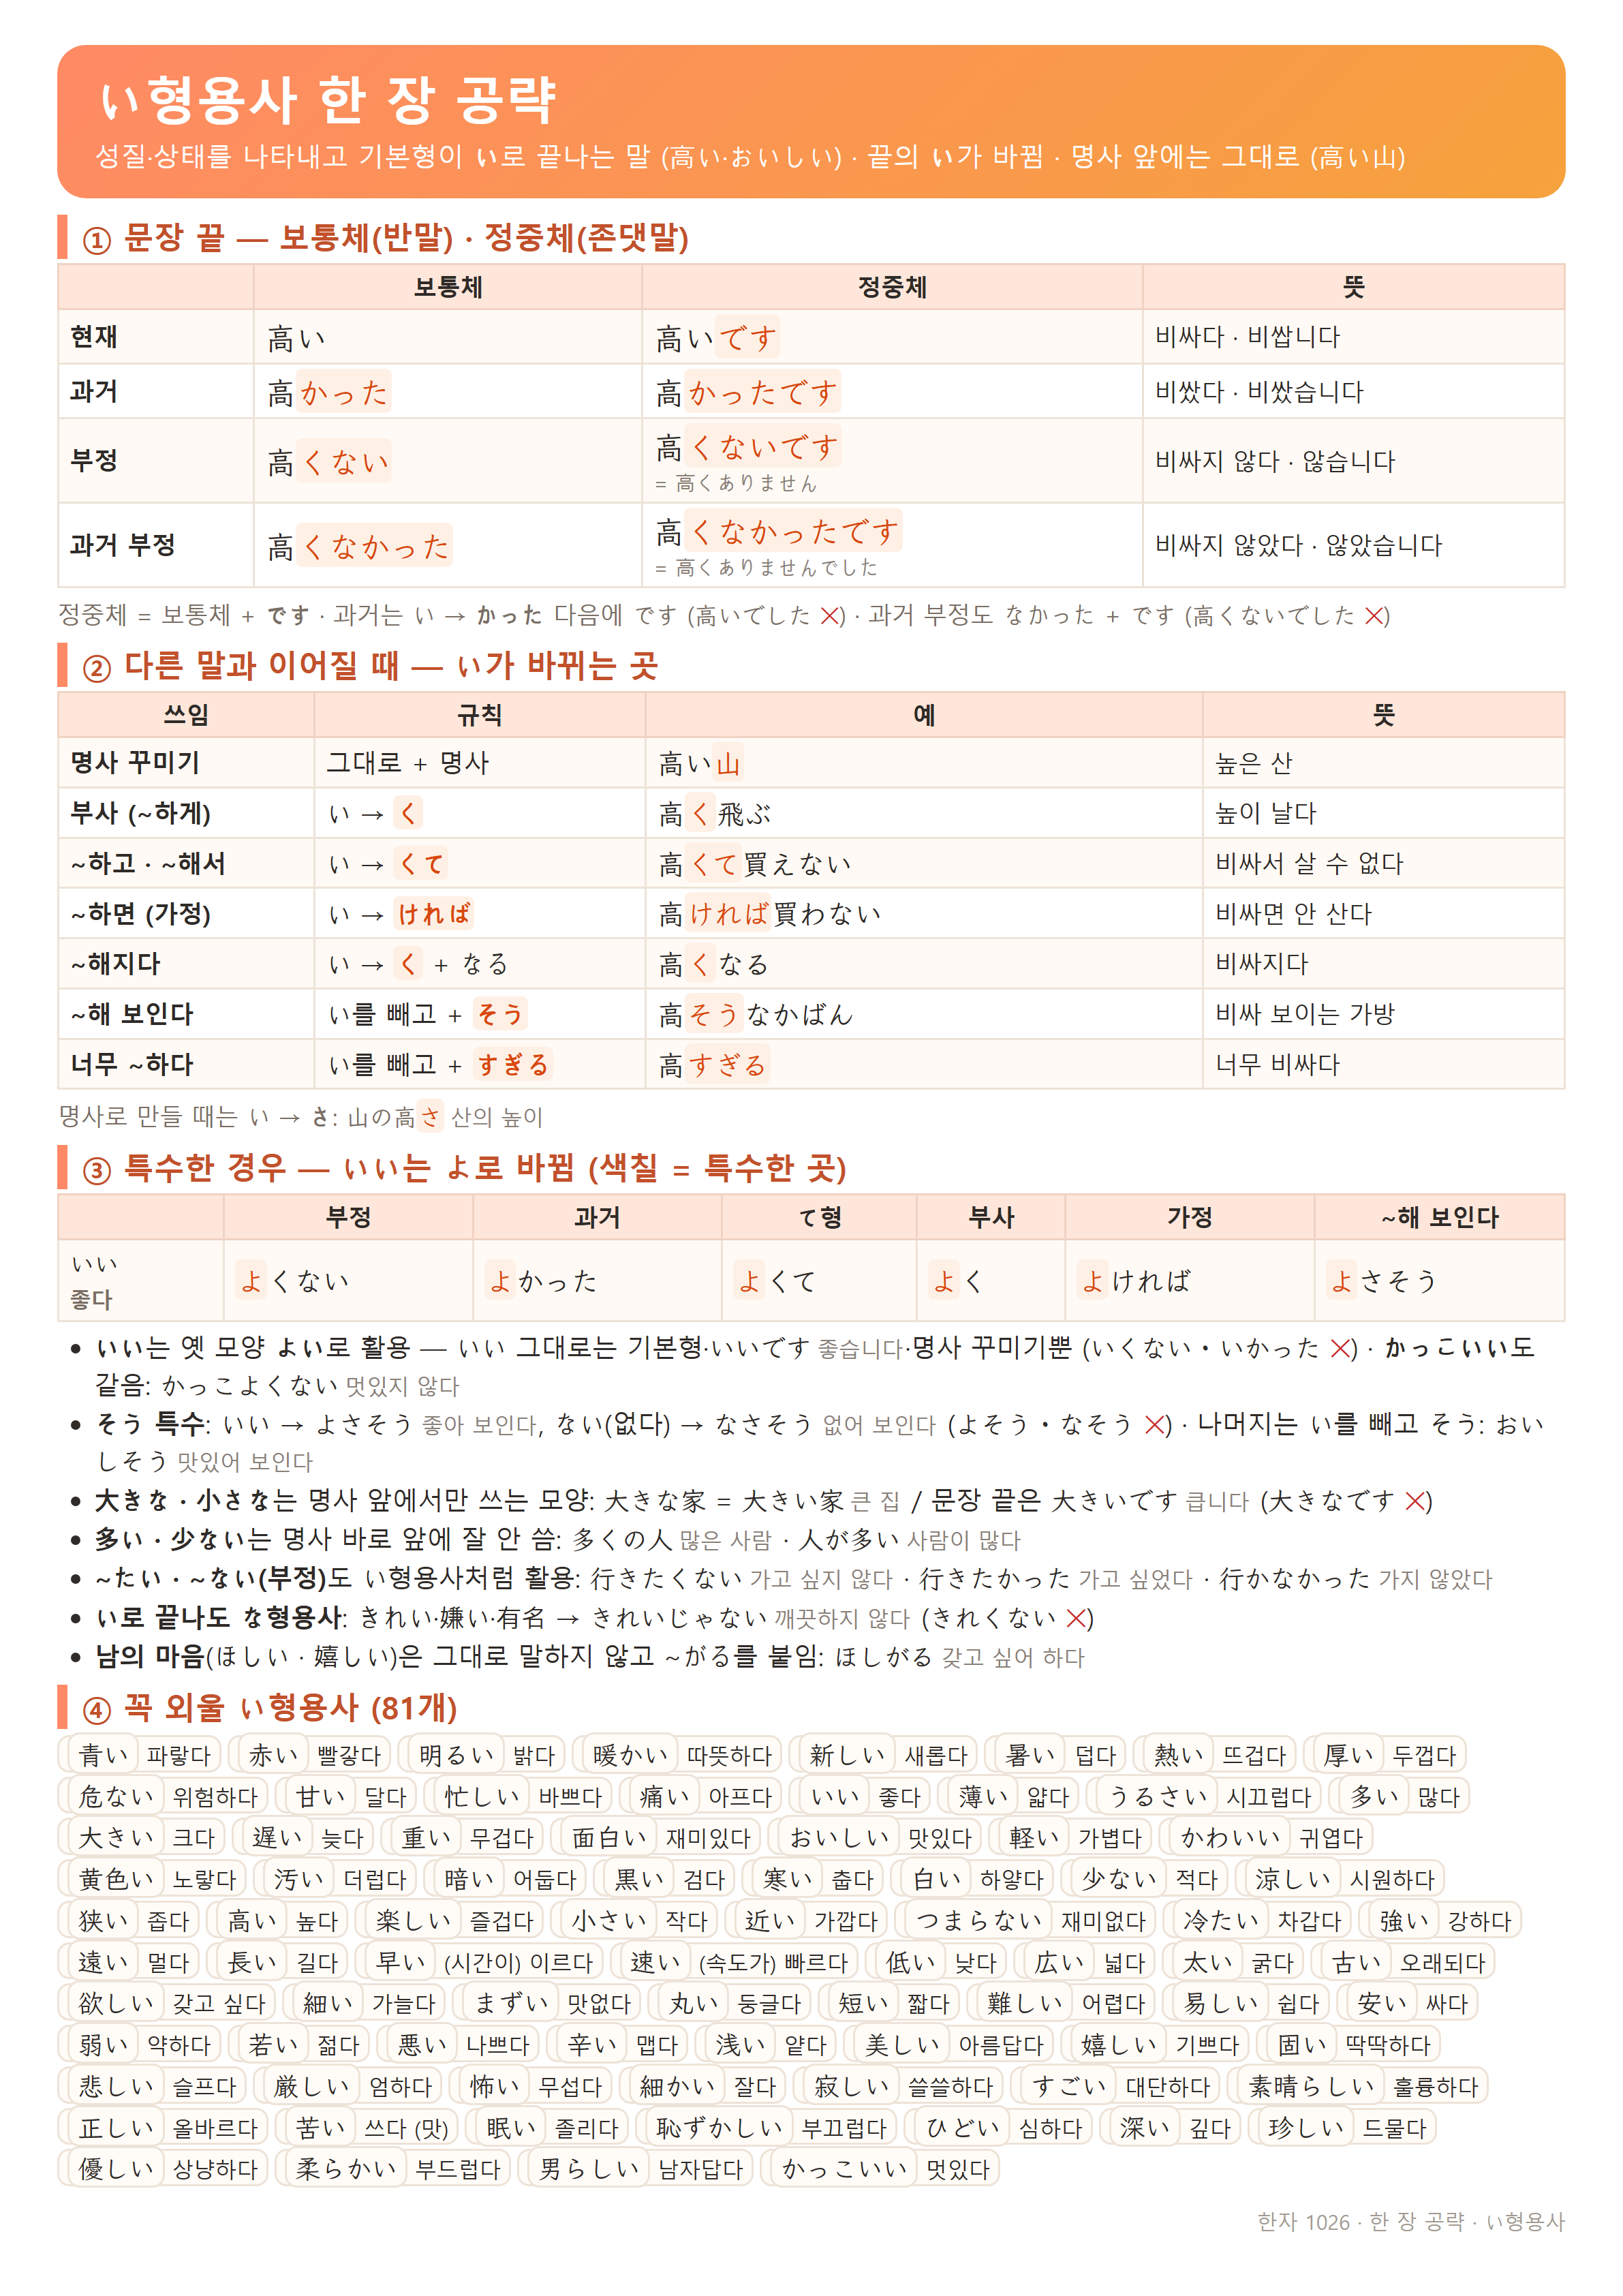 い형용사 한 장 공략
성질·상태를 나타내고 기본형이 い로 끝나는 말 (高い·おいしい) · 끝의 い가 바뀜 · 명사 앞에는 그대로 (高い山)
① 문장 끝 — 보통체(반말) · 정중체(존댓말)
보통체 정중체 뜻
현재 高い 高いです 비싸다 · 비쌉니다
과거 高かった 高かったです 비쌌다 · 비쌌습니다
부정 高くない 高くないです 비싸지 않다 · 않습니다
= 高くありません
과거 부정 高くなかった 高くなかったです 비싸지 않았다 · 않았습니다
= 高くありませんでした
정중체 = 보통체 + です · 과거는 い → かった 다음에 です (高いでした ✕) · 과거 부정도 なかった + です (高くないでした ✕)
② 다른 말과 이어질 때 — い가 바뀌는 곳
쓰임 규칙 예 뜻
명사 꾸미기 그대로 + 명사 高い山 높은 산
부사 (~하게) い → く 高く飛ぶ 높이 날다
~하고 · ~해서 い → くて 高くて買えない 비싸서 살 수 없다
~하면 (가정) い → ければ 高ければ買わない 비싸면 안 산다
~해지다 い → く + なる 高くなる 비싸지다
~해 보인다 い를 빼고 + そう 高そうなかばん 비싸 보이는 가방
너무 ~하다 い를 빼고 + すぎる 高すぎる 너무 비싸다
명사로 만들 때는 い → さ: 山の高さ 산의 높이
③ 특수한 경우 — いい는 よ로 바뀜 (색칠 = 특수한 곳)
부정 과거 て형 부사 가정 ~해 보인다
いい 좋다 よくない よかった よくて よく よければ よさそう
• いい는 옛 모양 よい로 활용 — いい 그대로는 기본형·いいです 좋습니다·명사 꾸미기뿐 (いくない・いかった ✕) · かっこいい도
같음: かっこよくない 멋있지 않다
• そう 특수: いい → よさそう 좋아 보인다, ない(없다) → なさそう 없어 보인다 (よそう・なそう ✕) · 나머지는 い를 빼고 そう: おい
しそう 맛있어 보인다
• 大きな · 小さな는 명사 앞에서만 쓰는 모양: 大きな家 = 大きい家 큰 집 / 문장 끝은 大きいです 큽니다 (大きなです ✕)
• 多い · 少ない는 명사 바로 앞에 잘 안 씀: 多くの人 많은 사람 · 人が多い 사람이 많다
• ~たい · ~ない(부정)도 い형용사처럼 활용: 行きたくない 가고 싶지 않다 · 行きたかった 가고 싶었다 · 行かなかった 가지 않았다
• い로 끝나도 な형용사: きれい·嫌い·有名 → きれいじゃない 깨끗하지 않다 (きれくない ✕)
• 남의 마음(ほしい · 嬉しい)은 그대로 말하지 않고 ~がる를 붙임: ほしがる 갖고 싶어 하다
④ 꼭 외울 い형용사 (81개)
青い 파랗다 赤い 빨갛다 明るい 밝다 暖かい 따뜻하다 新しい 새롭다 暑い 덥다 熱い 뜨겁다 厚い 두껍다
危ない 위험하다 甘い 달다 忙しい 바쁘다 痛い 아프다 いい 좋다 薄い 얇다 うるさい 시끄럽다 多い 많다
大きい 크다 遅い 늦다 重い 무겁다 面白い 재미있다 おいしい 맛있다 軽い 가볍다 かわいい 귀엽다
黄色い 노랗다 汚い 더럽다 暗い 어둡다 黒い 검다 寒い 춥다 白い 하얗다 少ない 적다 涼しい 시원하다
狭い 좁다 高い 높다 楽しい 즐겁다 小さい 작다 近い 가깝다 つまらない 재미없다 冷たい 차갑다 強い 강하다
遠い 멀다 長い 길다 早い (시간이) 이르다 速い (속도가) 빠르다 低い 낮다 広い 넓다 太い 굵다 古い 오래되다
欲しい 갖고 싶다 細い 가늘다 まずい 맛없다 丸い 둥글다 短い 짧다 難しい 어렵다 易しい 쉽다 安い 싸다
弱い 약하다 若い 젊다 悪い 나쁘다 辛い 맵다 浅い 얕다 美しい 아름답다 嬉しい 기쁘다 固い 딱딱하다
悲しい 슬프다 厳しい 엄하다 怖い 무섭다 細かい 잘다 寂しい 쓸쓸하다 すごい 대단하다 素晴らしい 훌륭하다
正しい 올바르다 苦い 쓰다 (맛) 眠い 졸리다 恥ずかしい 부끄럽다 ひどい 심하다 深い 깊다 珍しい 드물다
優しい 상냥하다 柔らかい 부드럽다 男らしい 남자답다 かっこいい 멋있다
한자 1026 · 한 장 공략 · い형용사